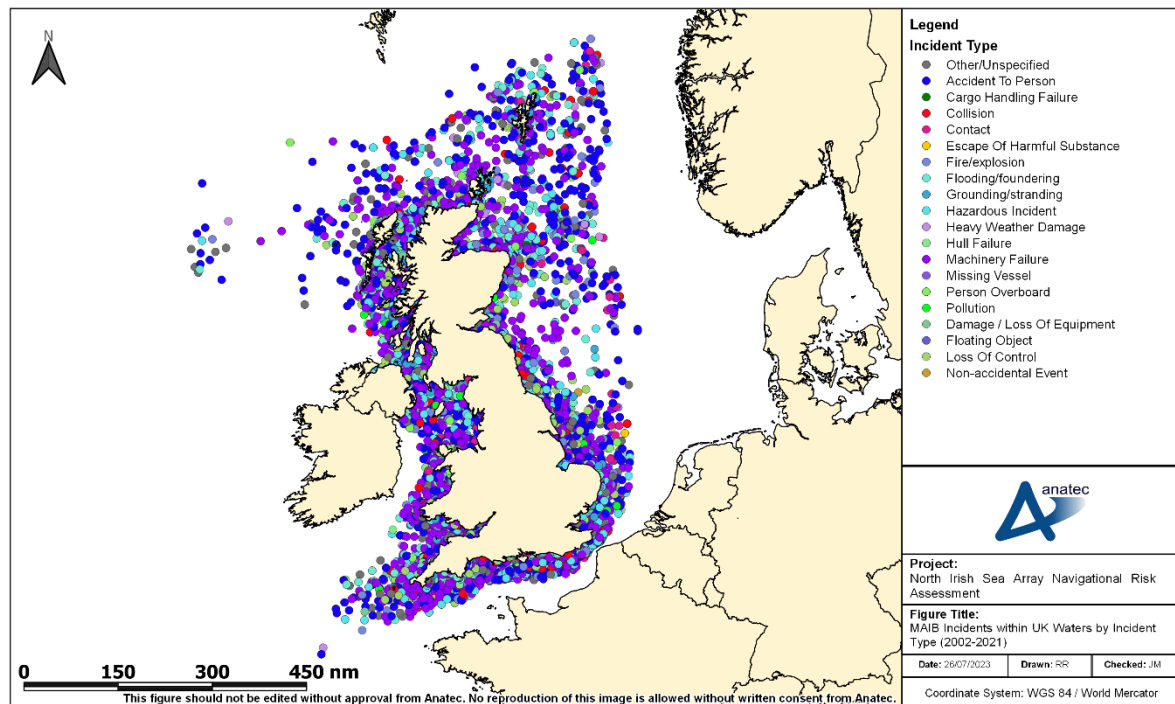 N
0 150 300 450 nm
This figure should not be edited without approval from Anatec. No reproduction of this image is allowed without written consent from Anatec.
Legend
Incident Type
Other/Unspecified
Accident To Person
Cargo Handling Failure
Collision
Contact
Escape Of Harmful Substance
Fire/explosion
Flooding/foundering
Grounding/stranding
Hazardous Incident
Heavy Weather Damage
Hull Failure
Machinery Failure
Missing Vessel
Person Overboard
Pollution
Damage / Loss Of Equipment
Floating Object
Loss Of Control
Non-accidental Event
anatec
Project:
North Irish Sea Array Navigational Risk
Assessment
Figure Title:
MAIB Incidents within UK Waters by Incident
Type (2002-2021)
Date: 26/07/2023 Drawn: RR Checked: JM
Coordinate System: WGS 84 / World Mercator